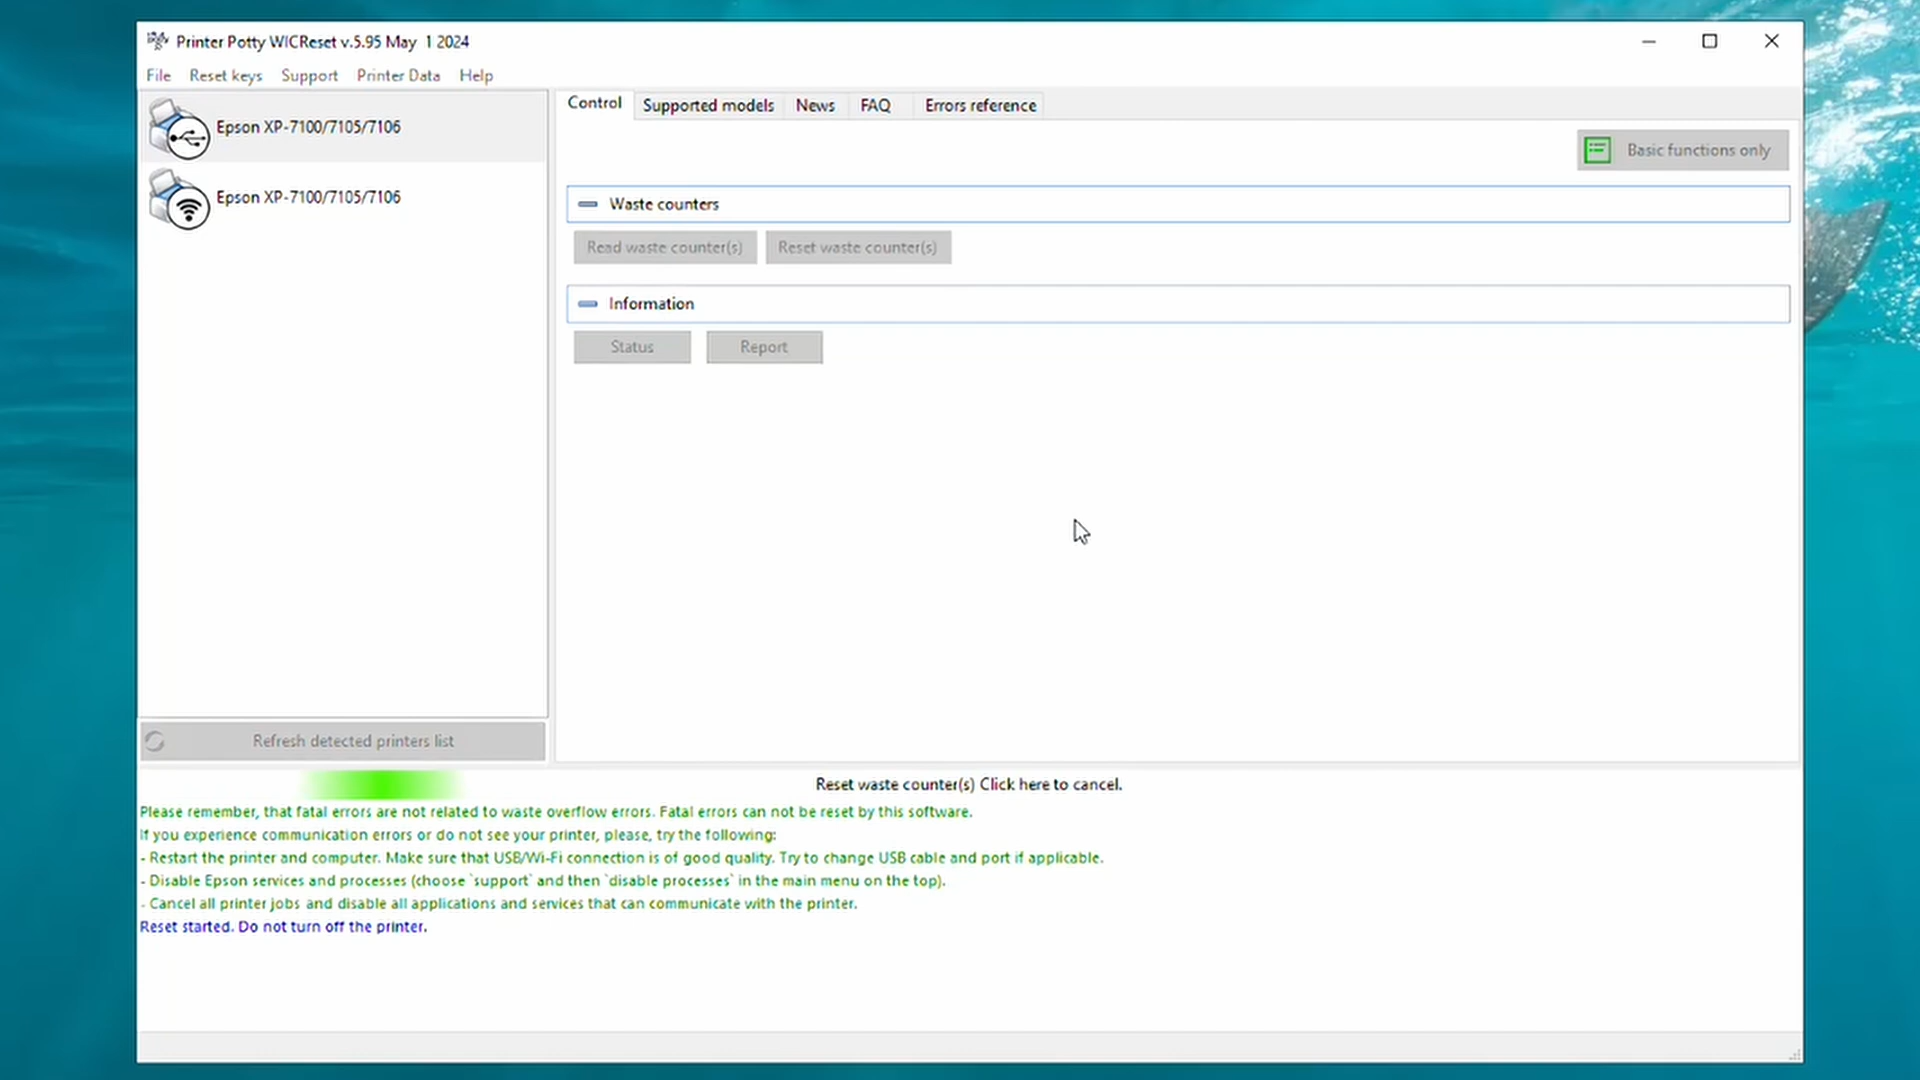 Printer Potty WICReset v.5.95 May 1 2024
File Reset keys Support Printer Data Help
Epson XP-7100/7105/7106
Epson XP-7100/7105/7106
Refresh detected printers list
Control Supported models News FAQ Errors reference
Basic functions only
Waste counters
Read waste counter(s) Reset waste counter(s)
Information
Status Report
Reset waste counter(s) Click here to cancel.
Please remember, that fatal errors are not related to waste overflow errors. Fatal errors can not be reset by this software.
If you experience communication errors or do not see your printer, please, try the following:
- Restart the printer and computer. Make sure that USB/Wi-Fi connection is of good quality. Try to change USB cable and port if applicable.
- Disable Epson services and processes (choose `support` and then `disable processes` in the main menu on the top).
- Cancel all printer jobs and disable all applications and services that can communicate with the printer.
Reset started. Do not turn off the printer.